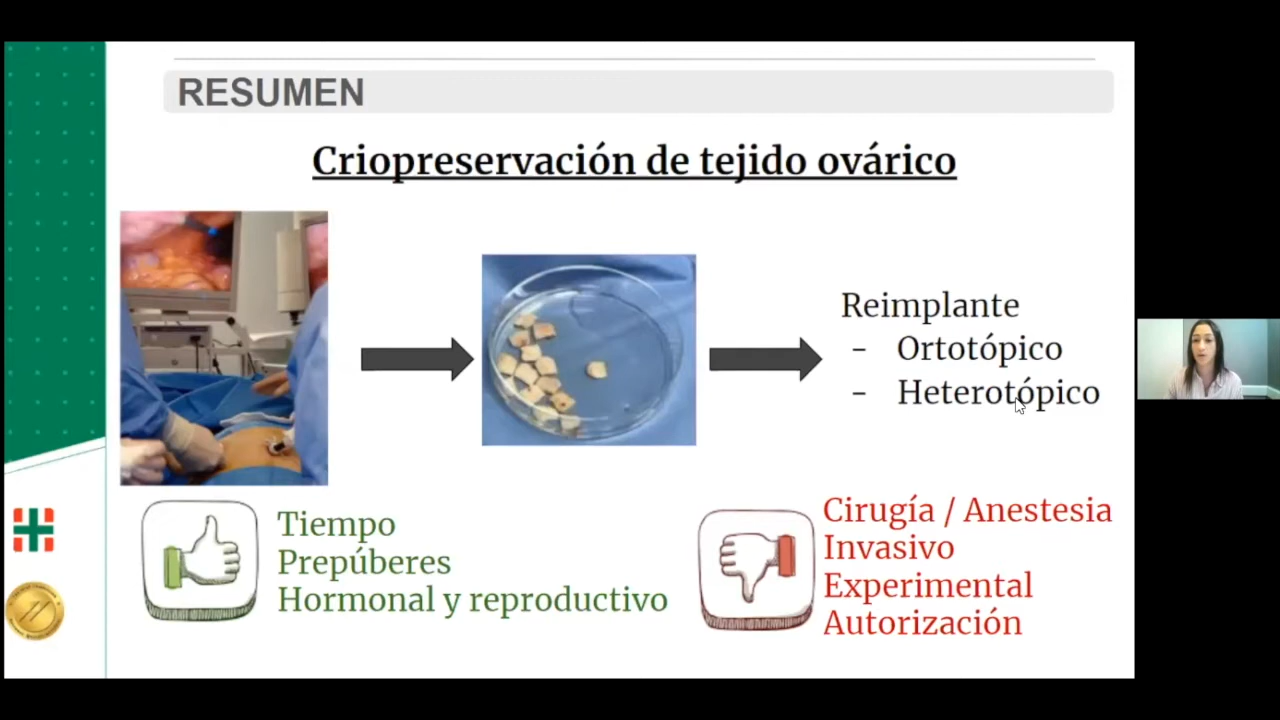 RESUMEN
Criopreservación de tejido ovárico
Reimplante
- Ortotópico
- Heterotópico
Tiempo
Prepúberes
Hormonal y reproductivo
Cirugía / Anestesia
Invasivo
Experimental
Autorización